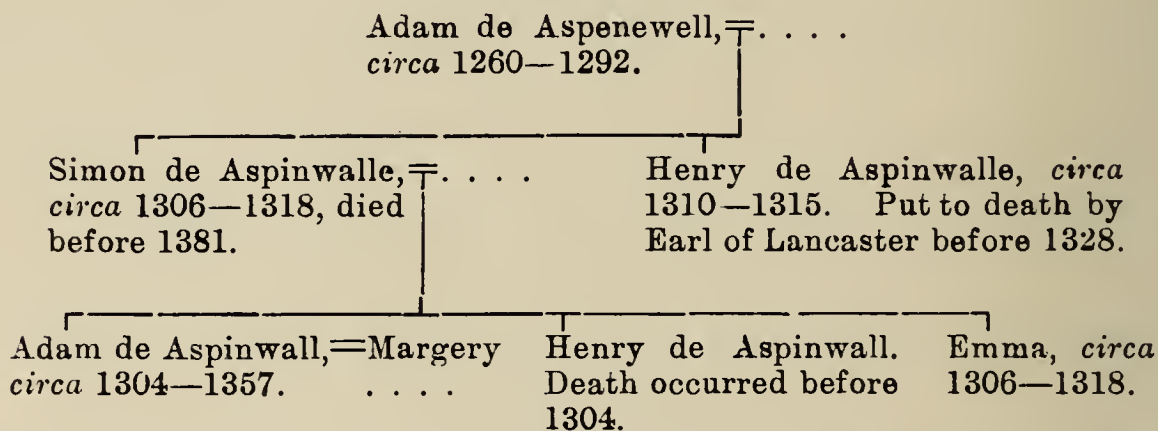 Adam de Aspenewell,=. . . .
circa 1260—1292.
Simon de Aspinwalle,=. . . .
circa 1306—1318, died
before 1381.
Henry de Aspinwalle, circa
1310—1315. Put to death by
Earl of Lancaster before 1328.
Adam de Aspinwall,=Margery
circa 1304—1357. . . . .
Henry de Aspinwall.
Death occurred before
1304.
Emma, circa
1306—1318.